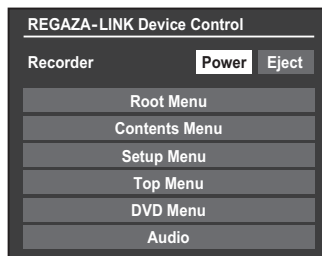 REGAZA-LINK Device Control
Recorder Power Eject
Root Menu
Contents Menu
Setup Menu
Top Menu
DVD Menu
Audio